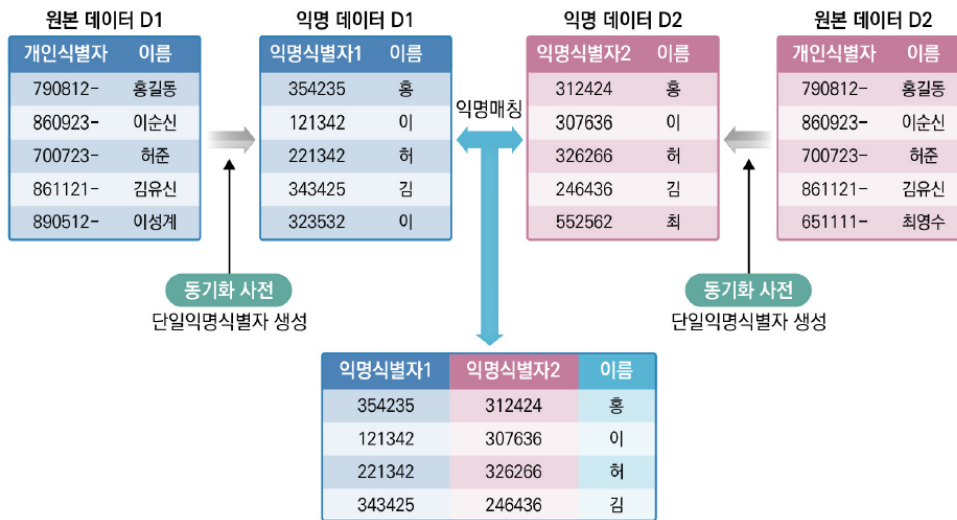 원본 데이터 D1
개인식별자 이름
790812- 홍길동
860923- 이순신
700723- 허준
861121- 김유신
890512- 이성계
동기화 사전
단일익명식별자 생성
익명 데이터 D1
익명식별자1 이름
354235 홍
121342 이
221342 허
343425 김
323532 이
익명매칭
익명 데이터 D2
익명식별자2 이름
312424 홍
307636 이
326266 허
246436 김
552562 최
원본 데이터 D2
개인식별자 이름
790812- 홍길동
860923- 이순신
700723- 허준
861121- 김유신
651111- 최영수
동기화 사전
단일익명식별자 생성
익명식별자1 익명식별자2 이름
354235 312424 홍
121342 307636 이
221342 326266 허
343425 246436 김